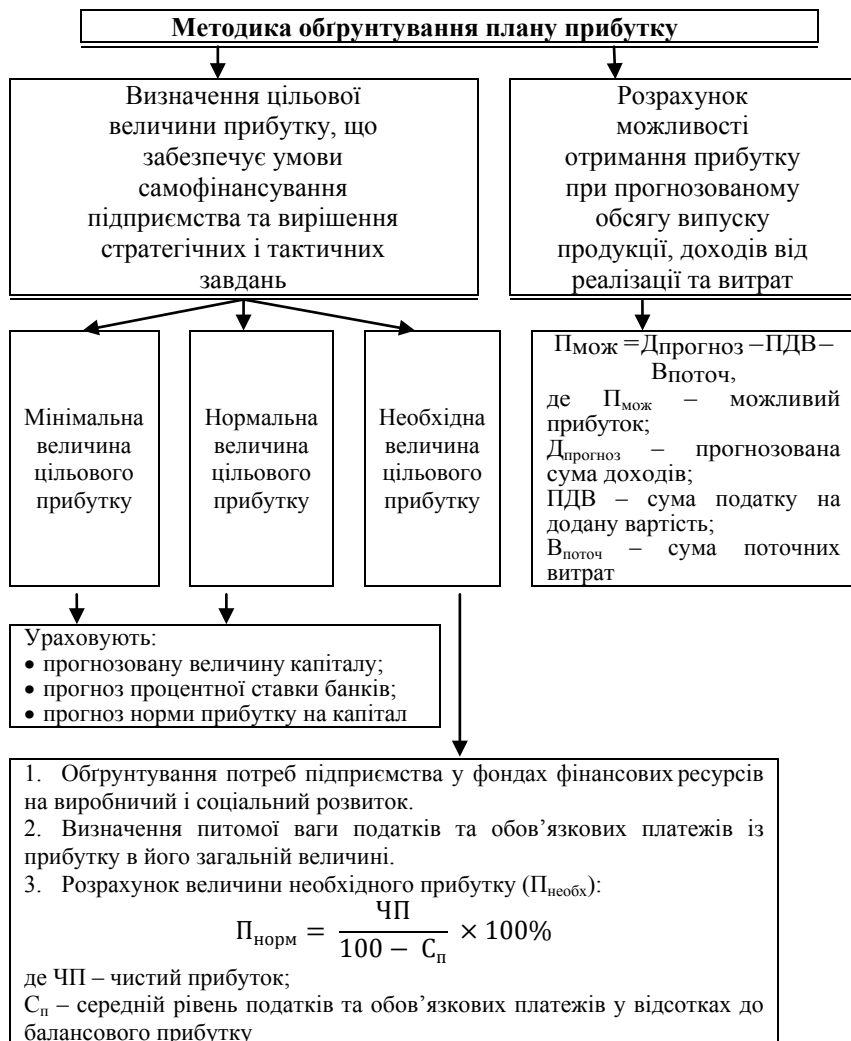 Методика обґрунтування плану прибутку
Визначення цільової
величини прибутку, що
забезпечує умови
самофінансування
підприємства та вирішення
стратегічних і тактичних
завдань
Розрахунок
можливості
отримання прибутку
при прогнозованому
обсягу випуску
продукції, доходів від
реалізації та витрат
Мінімальна
величина
цільового
прибутку
Нормальна
величина
цільового
прибутку
Необхідна
величина
цільового
прибутку
Пмож =Дпрогноз –ПДВ–
Впоточ,
де Пмож – можливий
прибуток;
Дпрогноз – прогнозована
сума доходів;
ПДВ – сума податку на
додану вартість;
Впоточ – сума поточних
витрат
Ураховують:
• прогнозовану величину капіталу;
• прогноз процентної ставки банків;
• прогноз норми прибутку на капітал
1. Обґрунтування потреб підприємства у фондах фінансових ресурсів
на виробничий і соціальний розвиток.
2. Визначення питомої ваги податків та обов’язкових платежів із
прибутку в його загальній величині.
3. Розрахунок величини необхідного прибутку (Пнеобх):
Пнорм = ЧП / (100 − Сп) × 100%
де ЧП – чистий прибуток;
Сп – середній рівень податків та обов’язкових платежів у відсотках до
балансового прибутку